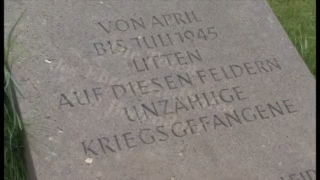 VON APRIL
BIS JULI 1945
LITTEN
AUF DIESEN FELDERN
UNZÄHLIGE
KRIEGSGEFANGENE